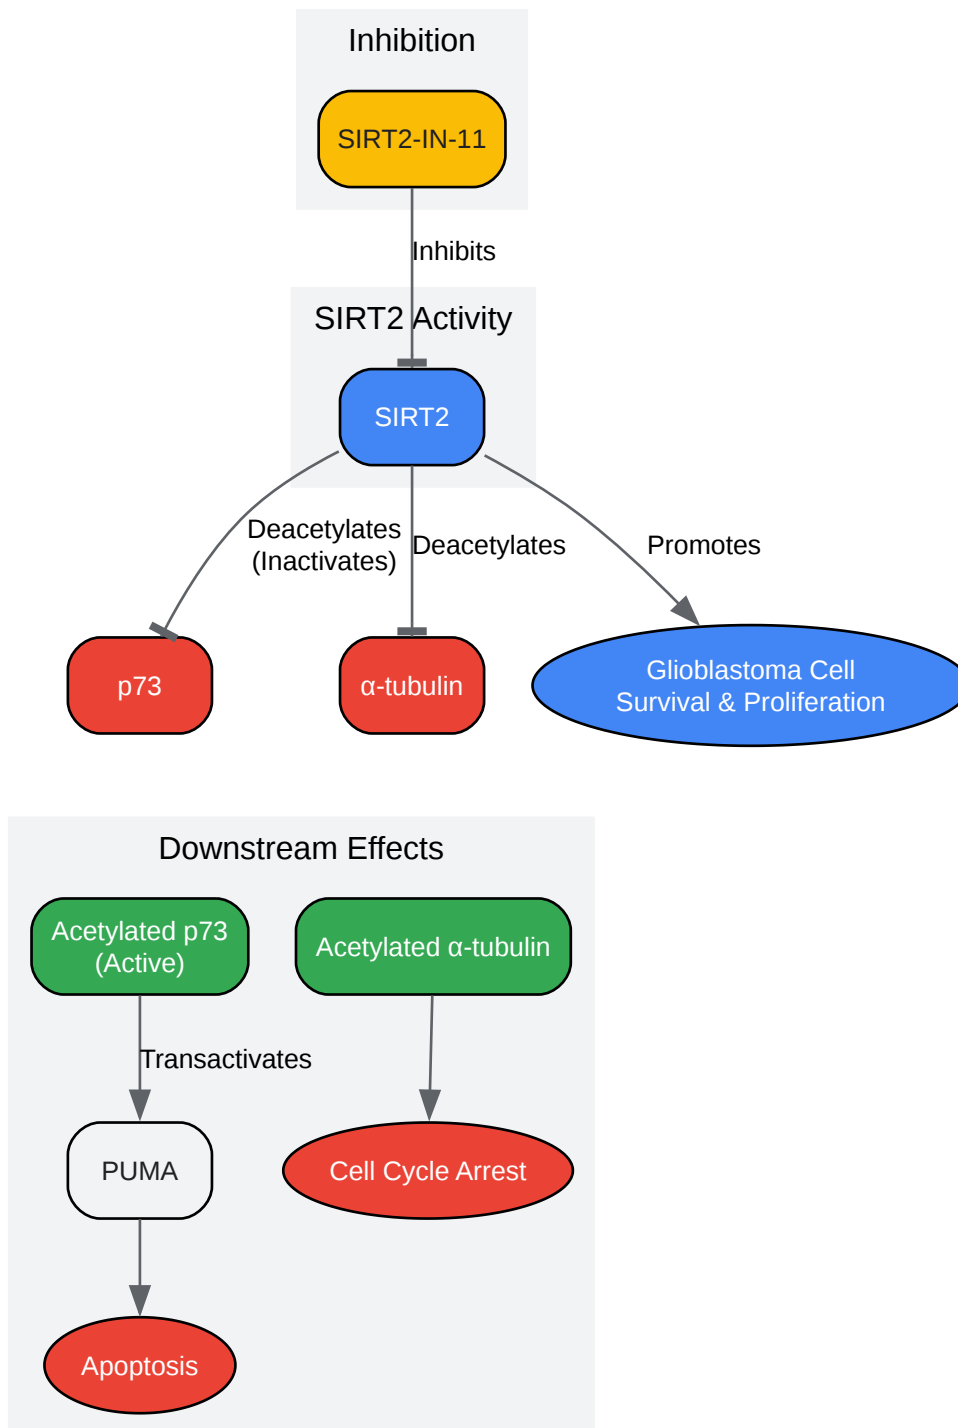 Inhibition
SIRT2-IN-11
Inhibits
SIRT2 Activity
SIRT2
Deacetylates
(Inactivates)
Deacetylates
Promotes
p73
α-tubulin
Glioblastoma Cell
Survival & Proliferation
Downstream Effects
Acetylated p73
(Active)
Acetylated α-tubulin
Transactivates
PUMA
Cell Cycle Arrest
Apoptosis